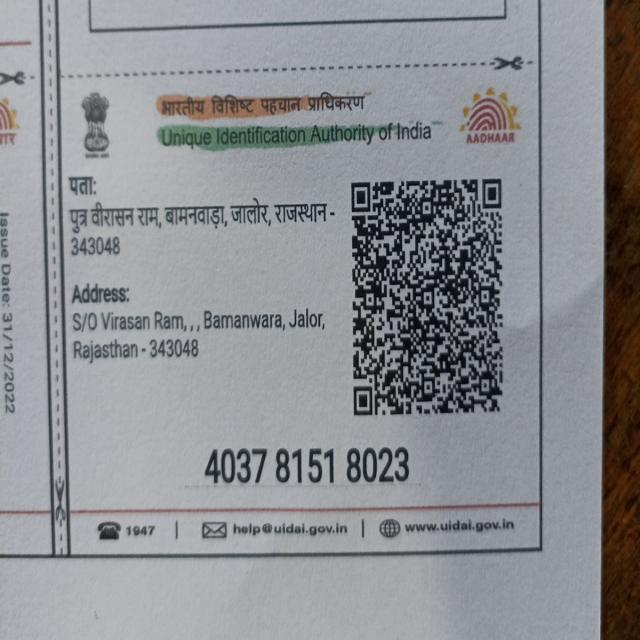 भारतीय विशिष्ट पहचान प्राधिकरण
Unique Identification Authority of India
AADHAAR
पता:
पुत्र वीरासन राम, बामनवाड़ा, जालोर, राजस्थान -
343048
Address:
S/O Virasan Ram, , , Bamanwara, Jalor,
Rajasthan - 343048
4037 8151 8023
1947 | help@uidai.gov.in | www.uidai.gov.in
Issue Date: 31/12/2022